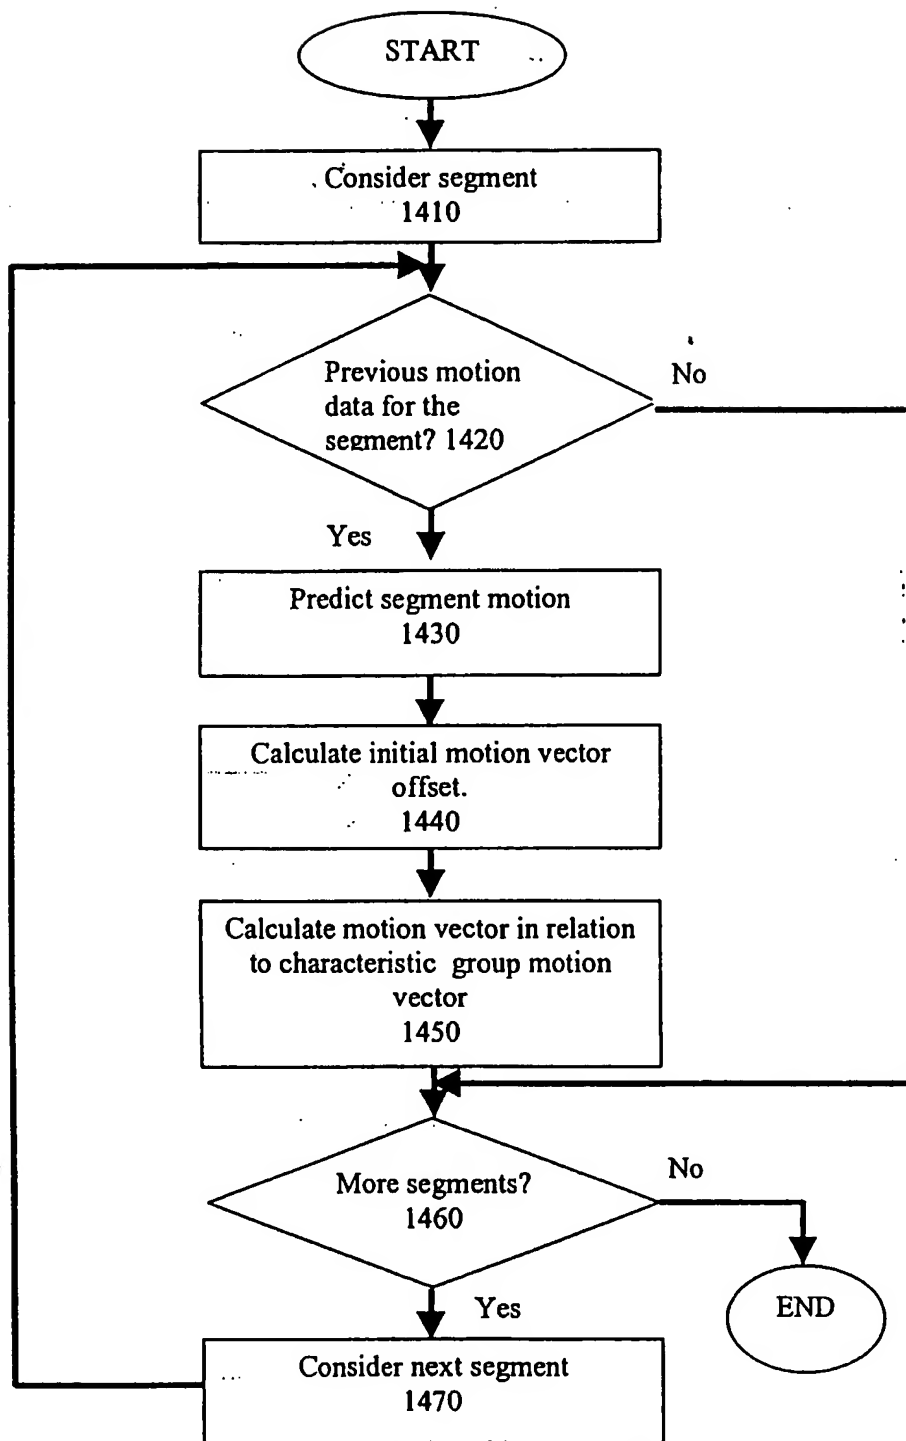 START
Consider segment
1410
Previous motion
data for the
segment? 1420
No
Yes
Predict segment motion
1430
Calculate initial motion vector
offset.
1440
Calculate motion vector in relation
to characteristic group motion
vector
1450
More segments?
1460
No
Yes
END
Consider next segment
1470